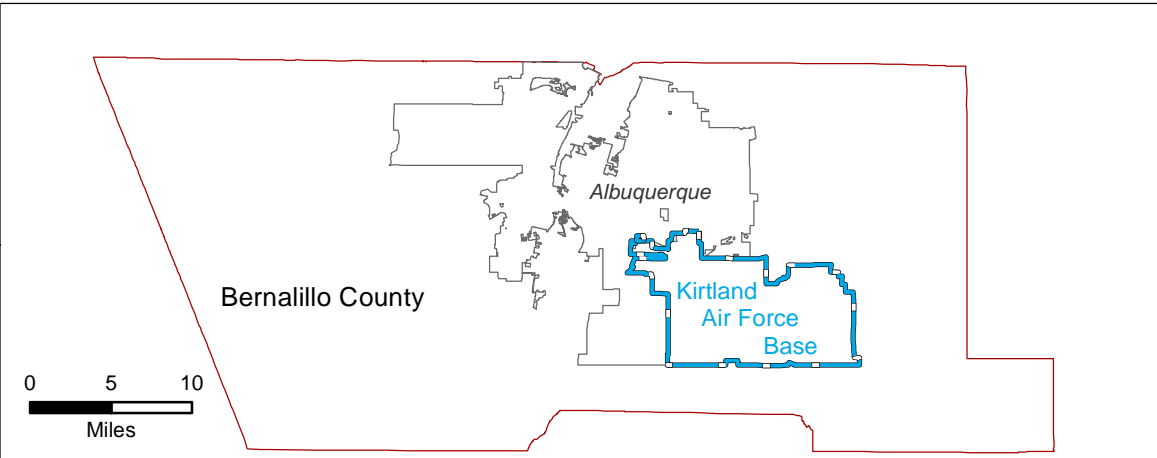 Albuquerque
Bernalillo County
Kirtland
Air Force
Base
0 5 10
Miles